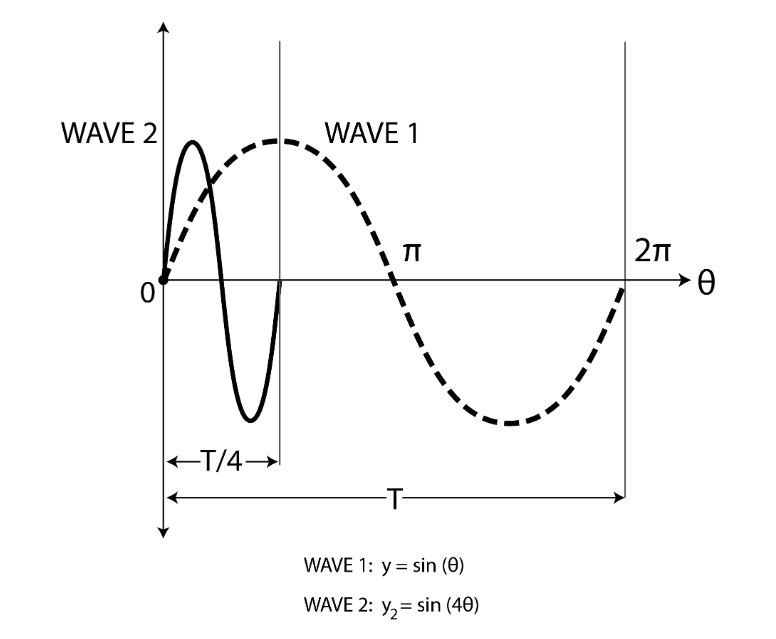 WAVE 2
WAVE 1
π
2π
0
θ
T/4
T
WAVE 1: y = sin (θ)
WAVE 2: y₂ = sin (4θ)